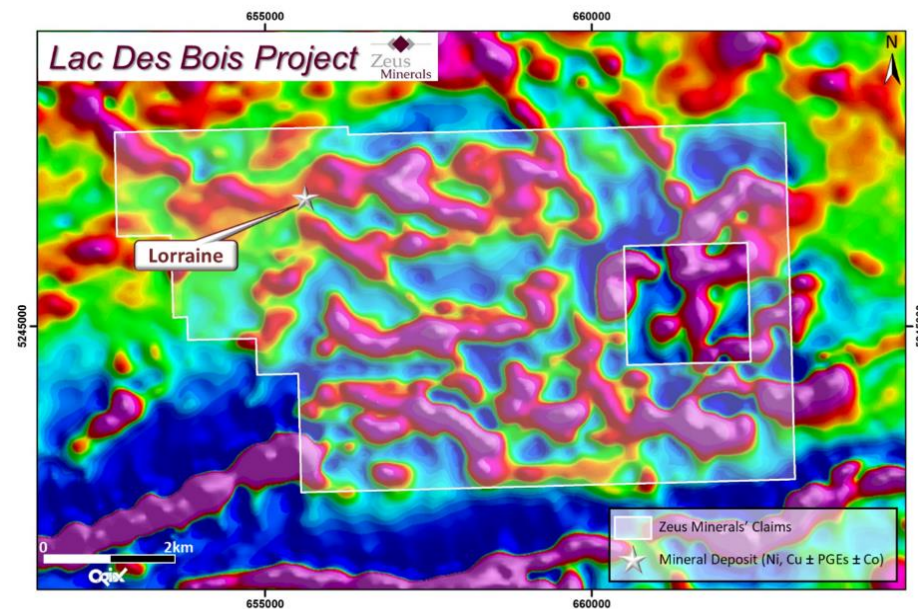 655000 660000
Lac Des Bois Project
Zeus
Minerals
N
Lorraine
5245000
0 2km
Zeus Minerals' Claims
Mineral Deposit (Ni, Cu ± PGEs ± Co)
655000 660000